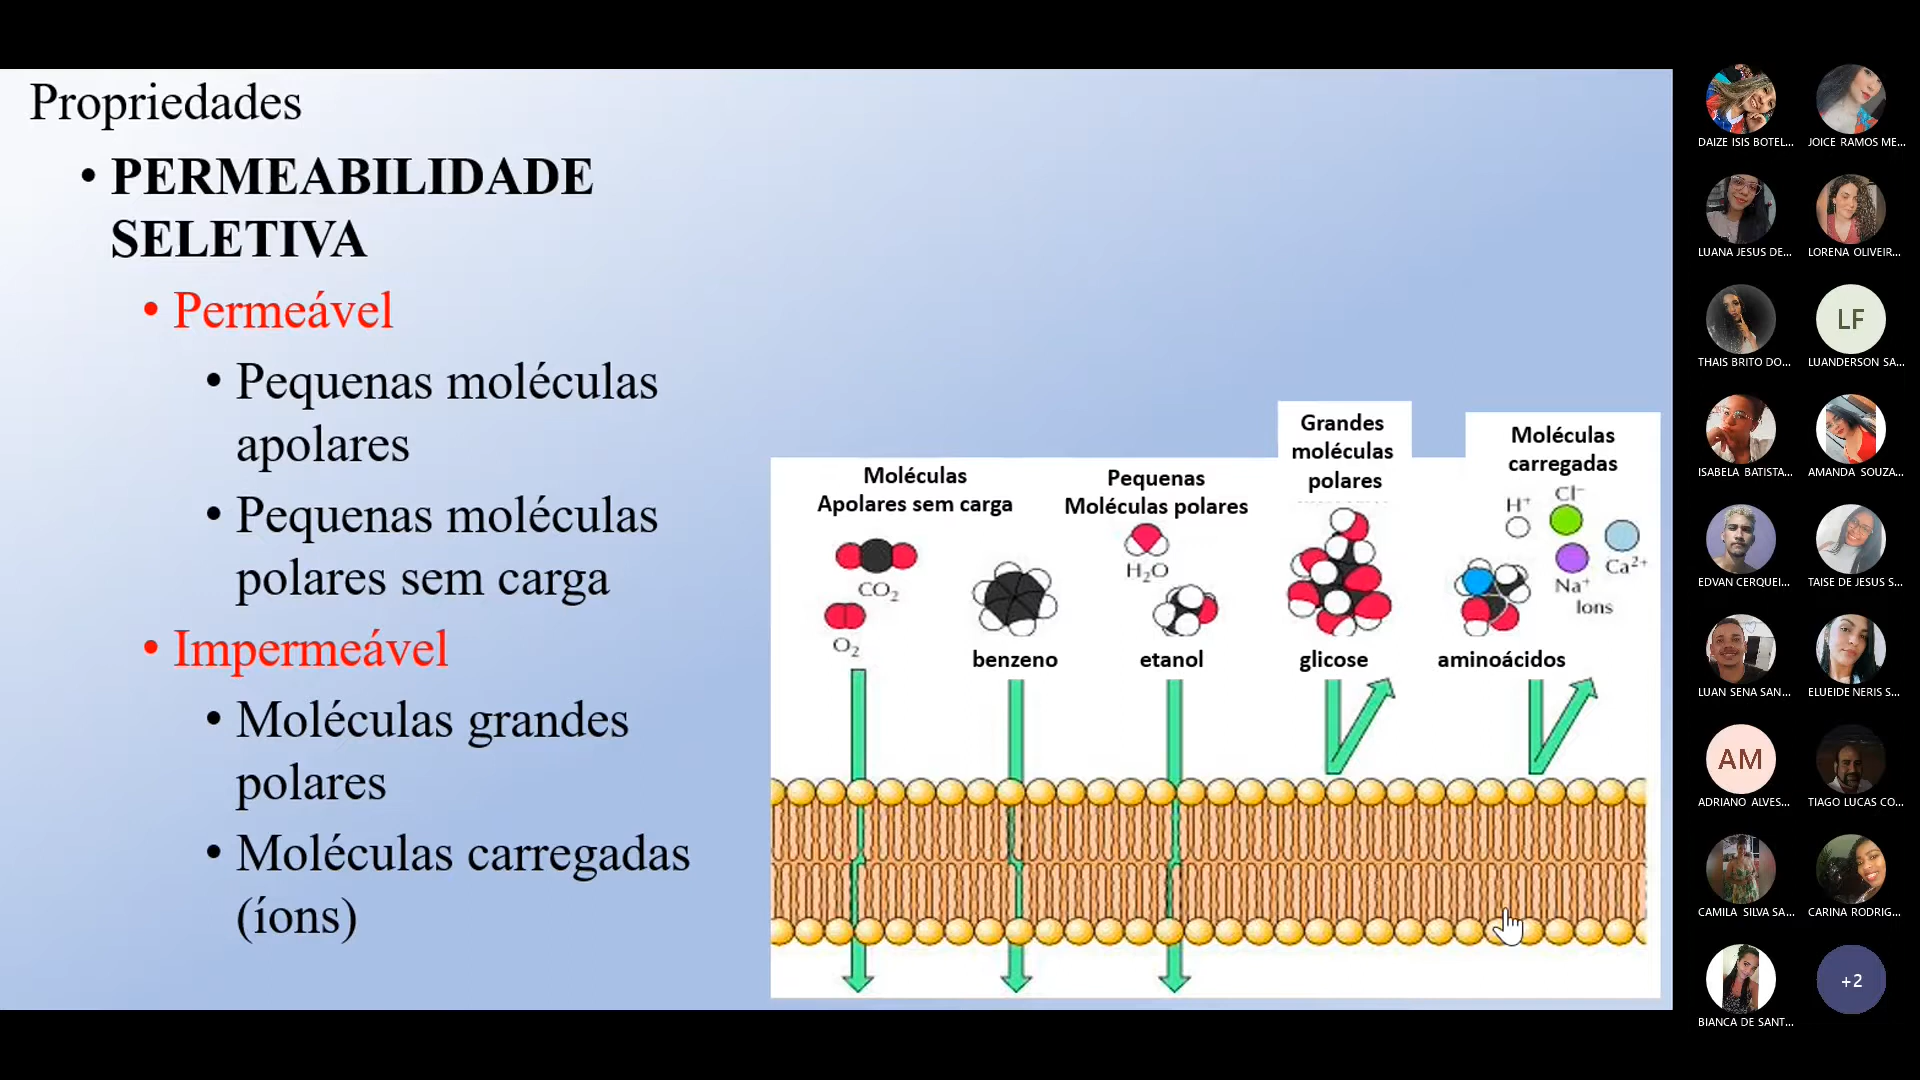 Propriedades
• PERMEABILIDADE
SELETIVA
• Permeável
• Pequenas moléculas
apolares
• Pequenas moléculas
polares sem carga
• Impermeável
• Moléculas grandes
polares
• Moléculas carregadas
(íons)
Moléculas
Apolares sem carga
Pequenas
Moléculas polares
Grandes
moléculas
polares
Moléculas
carregadas
CO₂
O₂
benzeno
H₂O
etanol
glicose
aminoácidos
H⁺
Cl⁻
Na⁺
Ca²⁺
Ions
DAIZE ISIS BOTEL...
JOICE RAMOS ME...
LUANA JESUS DE...
LORENA OLIVEIR...
THAIS BRITO DO...
LF
LUANDERSON SA...
ISABELA BATISTA...
AMANDA SOUZA...
EDVAN CERQUEI...
TAISE DE JESUS S...
LUAN SENA SAN...
ELUEIDE NERIS S...
AM
ADRIANO ALVES...
TIAGO LUCAS CO...
CAMILA SILVA SA...
CARINA RODRIG...
BIANCA DE SANT...
+2